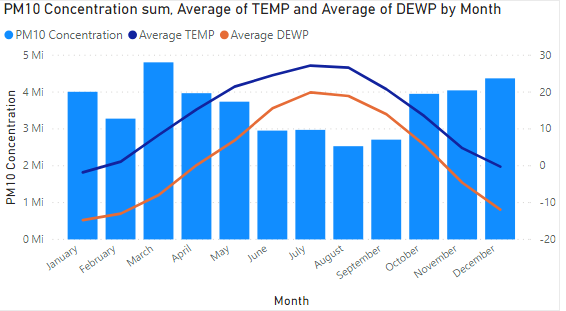 PM10 Concentration sum, Average of TEMP and Average of DEWP by Month
PM10 Concentration Average TEMP Average DEWP
5 Mi 30
4 Mi 20
3 Mi 10
2 Mi 0
1 Mi -10
0 Mi -20
PM10 Concentration
January February March April May June July August September October November December
Month